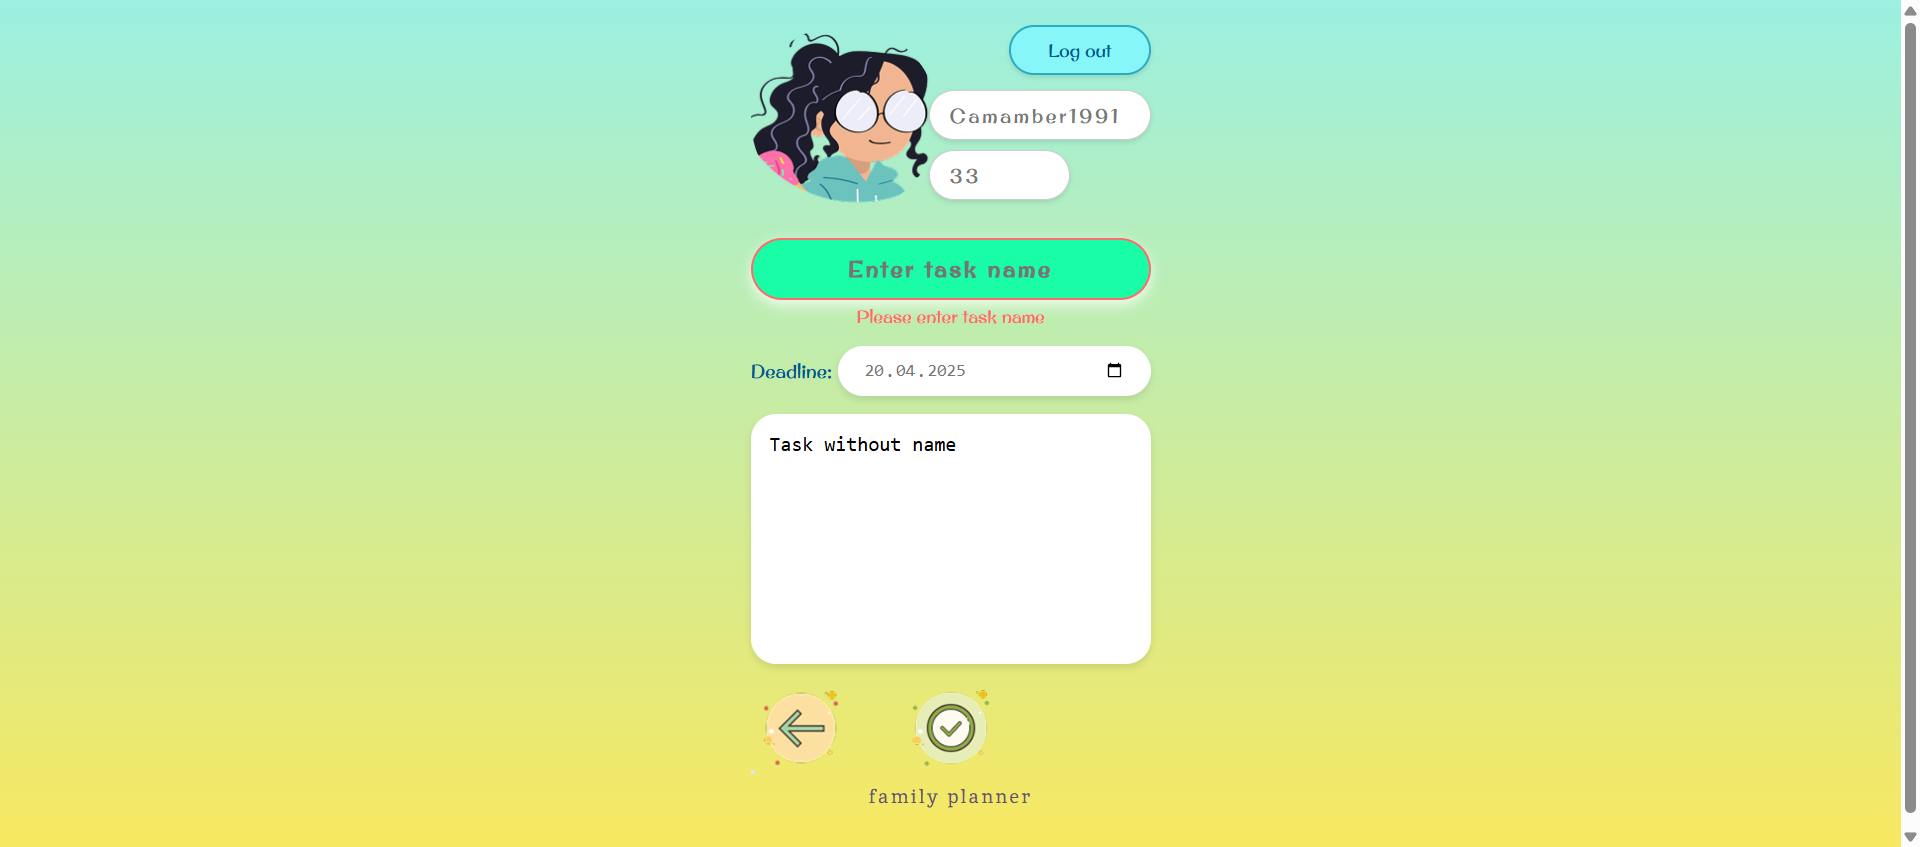 Log out
Camamber1991
33
Enter task name
Please enter task name
Deadline: 20.04.2025
Task without name
family planner